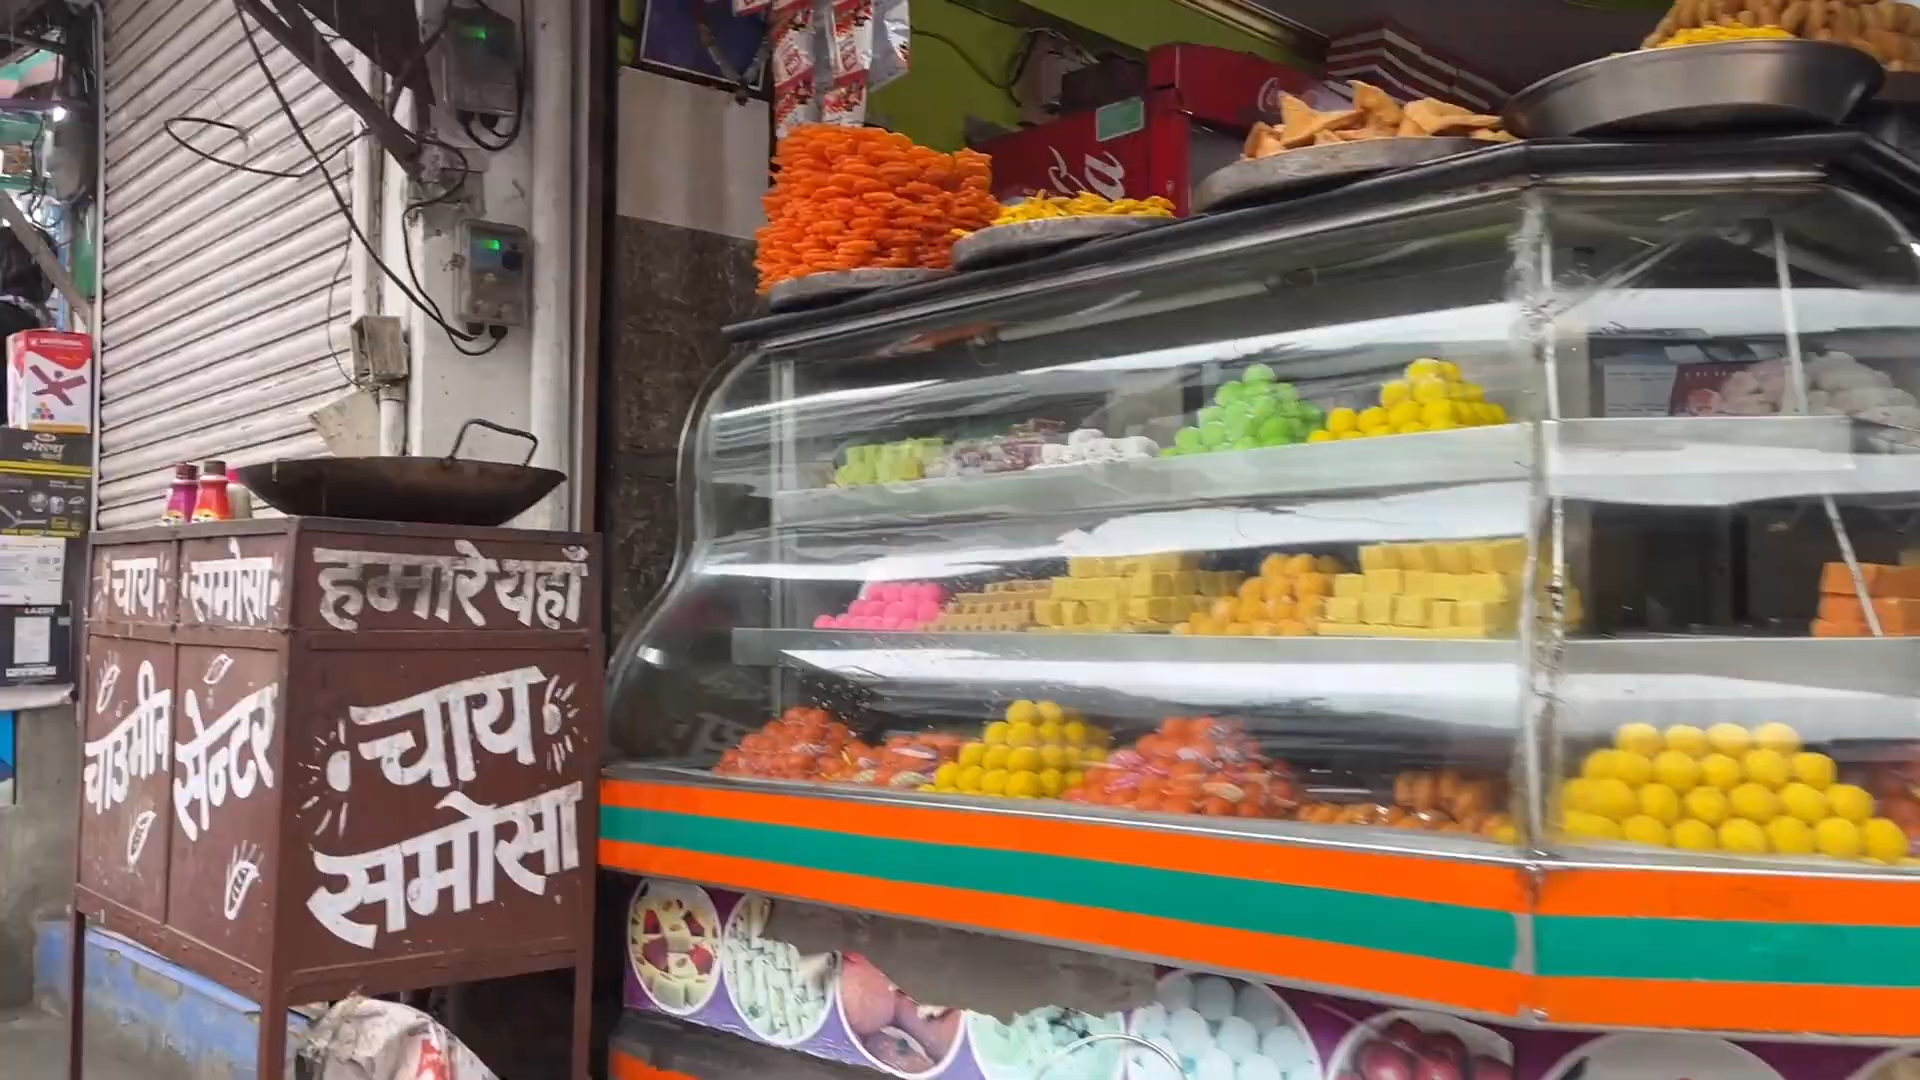 चाय समोसा हमारे यहाँ
चाउमीन सेन्टर
चाय
समोसा